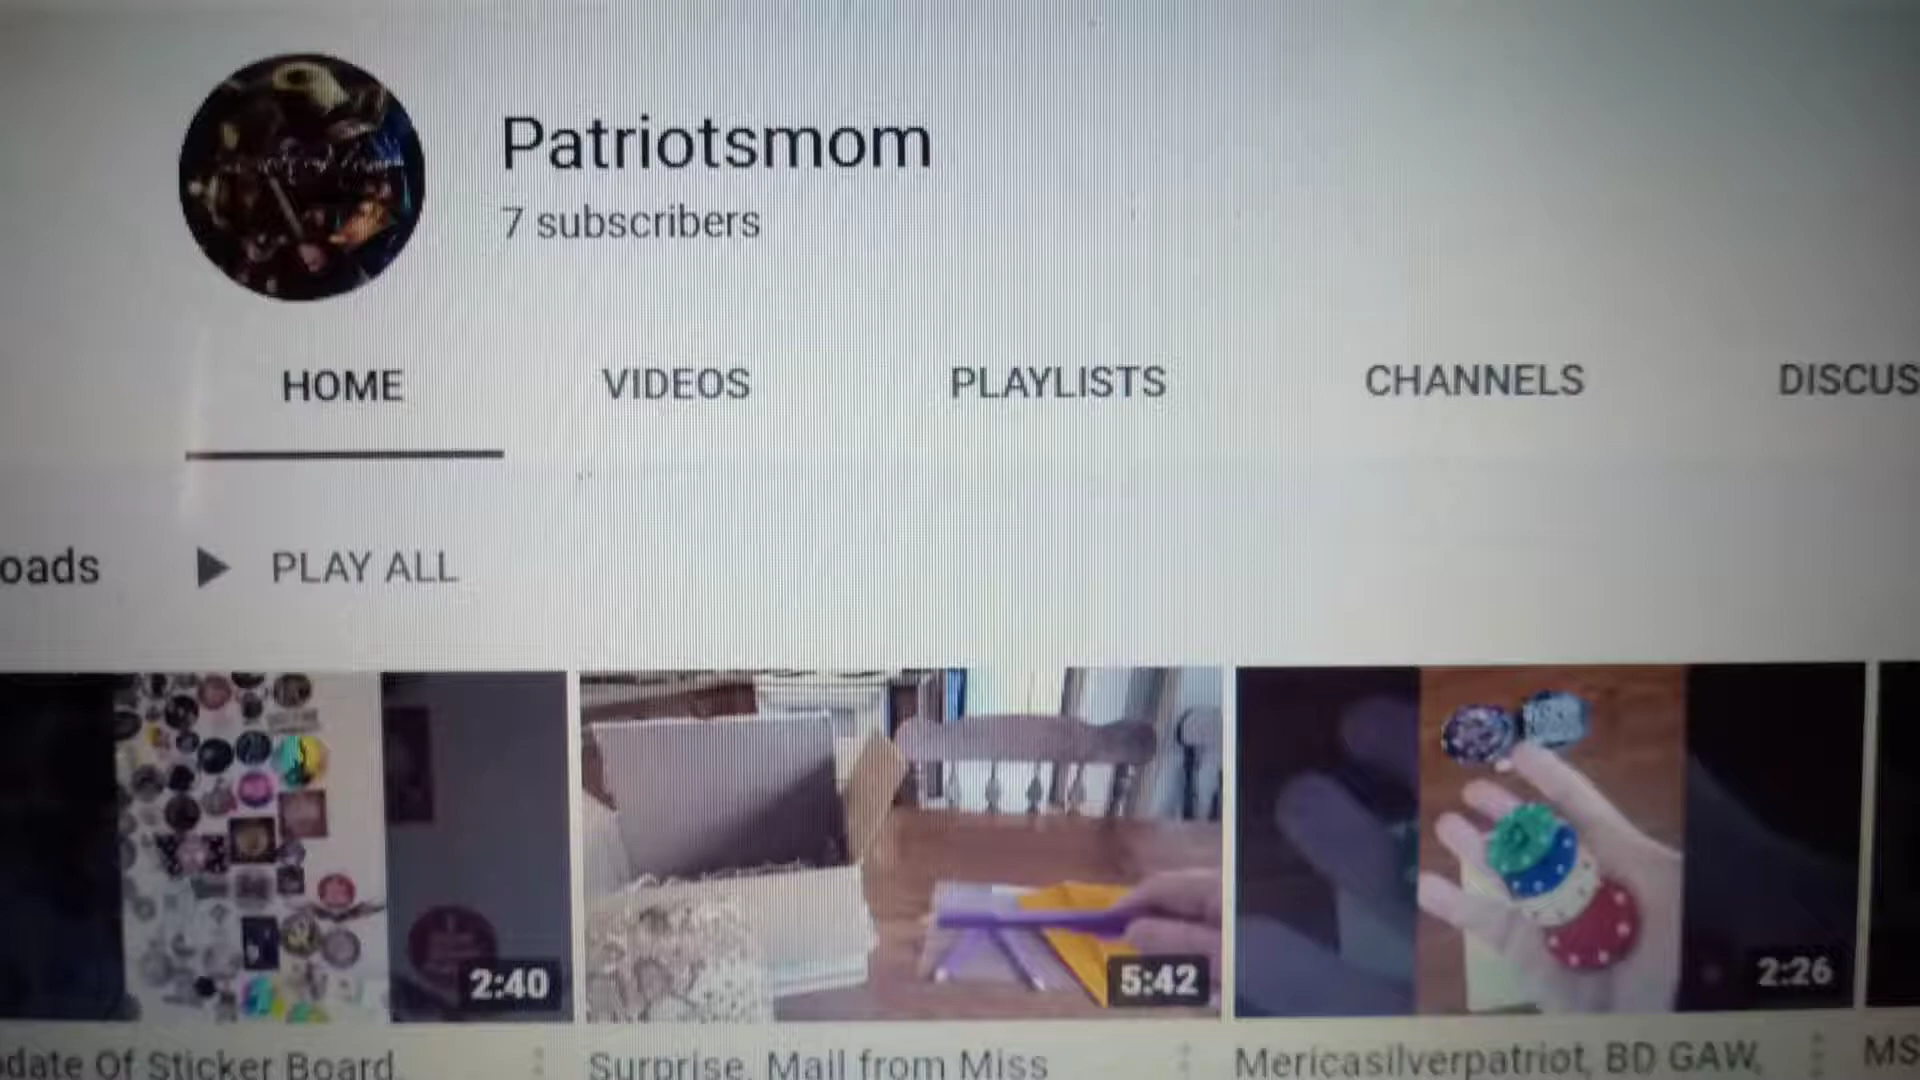 Patriotsmom
7 subscribers
HOME VIDEOS PLAYLISTS CHANNELS DISCUS
oads PLAY ALL
2:40 5:42 2:26
date Of Sticker Board Surprise, Mail from Miss Mericasilverpatriot, BD GAW, MS